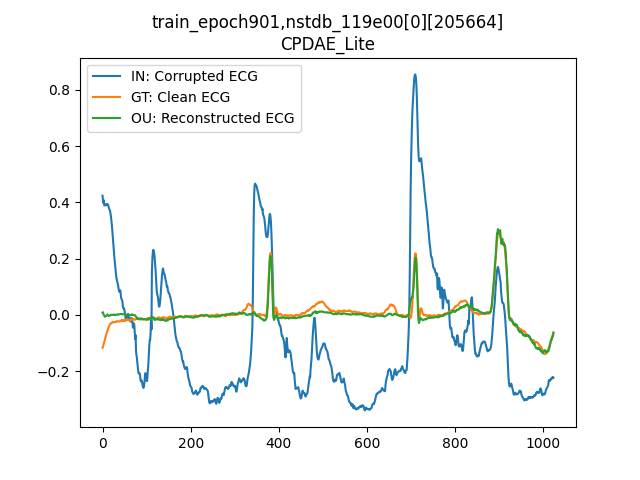 train_epoch901,nstdb_119e00[0][205664]
CPDAE_Lite
IN: Corrupted ECG
GT: Clean ECG
OU: Reconstructed ECG
0.8
0.6
0.4
0.2
0.0
−0.2
0 200 400 600 800 1000